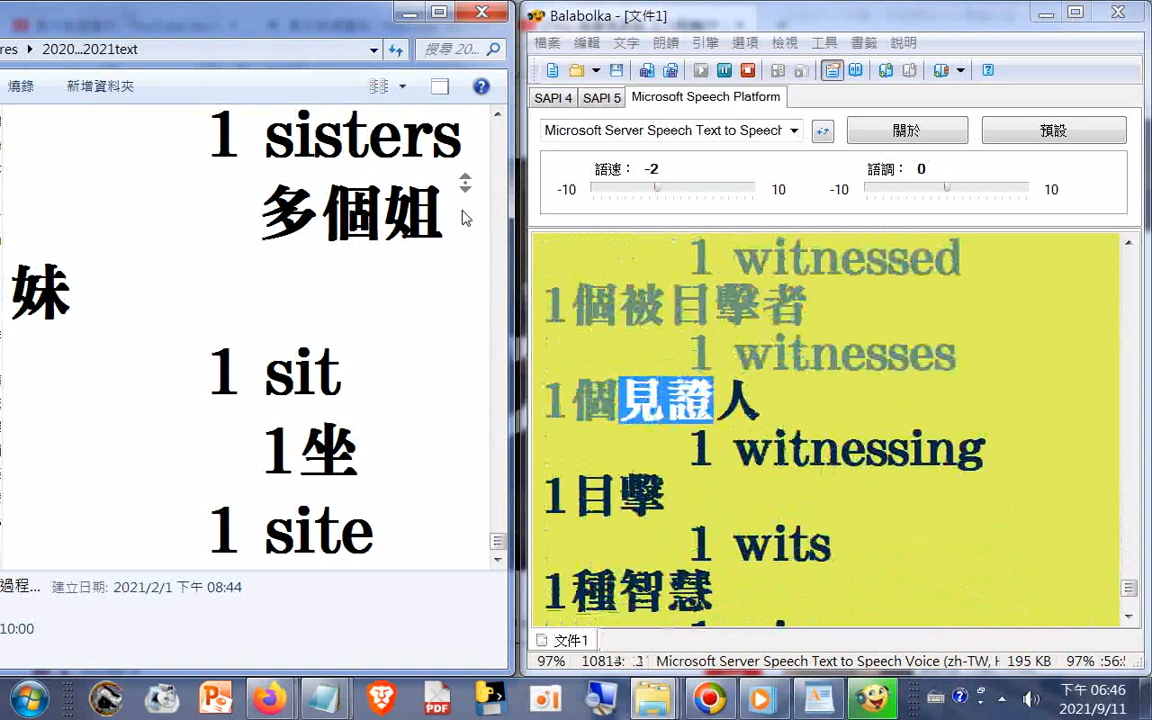 res ▸ 2020...2021text
搜尋 20...
燒錄
新增資料夾
1 sisters
多個姐
妹
1 sit
1坐
1 site
過程... 建立日期: 2021/2/1 下午 08:44
10:00
Balabolka - [文件1]
檔案 編輯 文字 朗讀 引擎 選項 檢視 工具 書籤 說明
SAPI 4 SAPI 5 Microsoft Speech Platform
Microsoft Server Speech Text to Speech
關於
預設
語速: -2
語調: 0
-10 10 -10 10
1 witnessed
1個被目擊者
1 witnesses
1個見證人
1 witnessing
1目擊
1 wits
1種智慧
文件1
97% Microsoft Server Speech Text to Speech Voice (zh-TW, 195 KB 97%
PDF
下午 06:46
2021/9/11